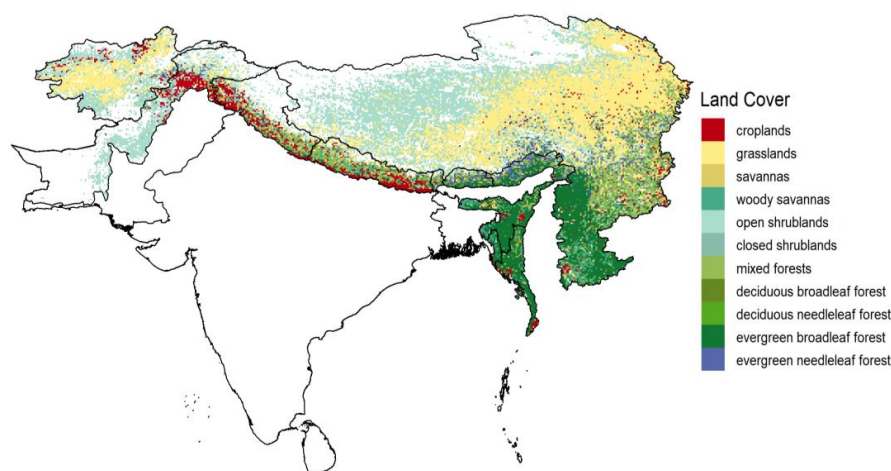 Land Cover
croplands
grasslands
savannas
woody savannas
open shrublands
closed shrublands
mixed forests
deciduous broadleaf forest
deciduous needleleaf forest
evergreen broadleaf forest
evergreen needleleaf forest